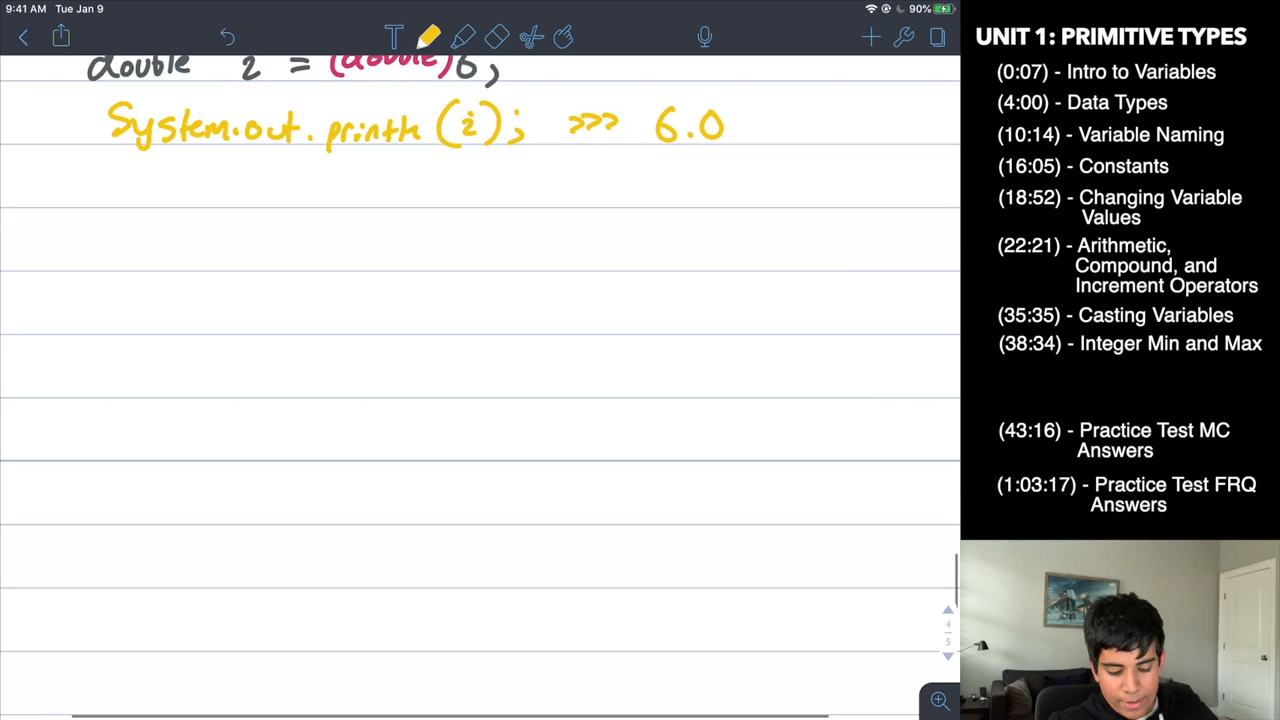 9:41 AM Tue Jan 9
90%
double i = (double)6;
System.out.println(i); >>> 6.0
4
5
UNIT 1: PRIMITIVE TYPES
(0:07) - Intro to Variables
(4:00) - Data Types
(10:14) - Variable Naming
(16:05) - Constants
(18:52) - Changing Variable
Values
(22:21) - Arithmetic,
Compound, and
Increment Operators
(35:35) - Casting Variables
(38:34) - Integer Min and Max
(43:16) - Practice Test MC
Answers
(1:03:17) - Practice Test FRQ
Answers